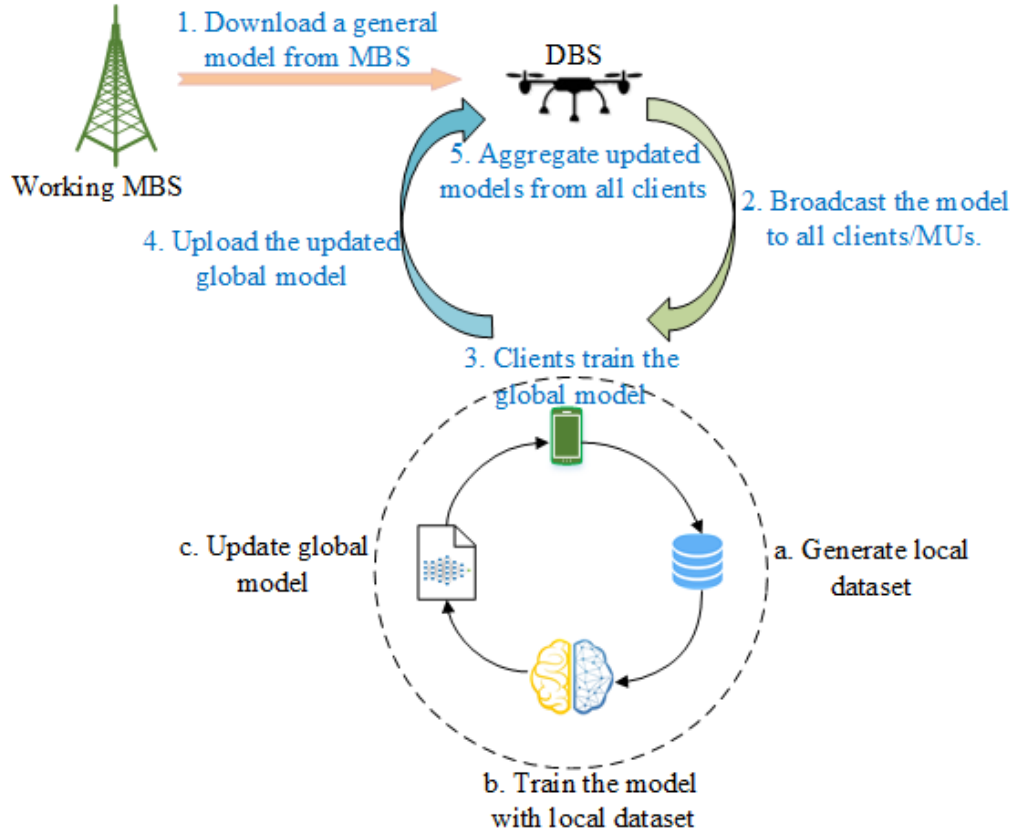 1. Download a general
model from MBS
DBS
Working MBS
5. Aggregate updated
models from all clients
2. Broadcast the model
to all clients/MUs.
4. Upload the updated
global model
3. Clients train the
global model
c. Update global
model
a. Generate local
dataset
b. Train the model
with local dataset